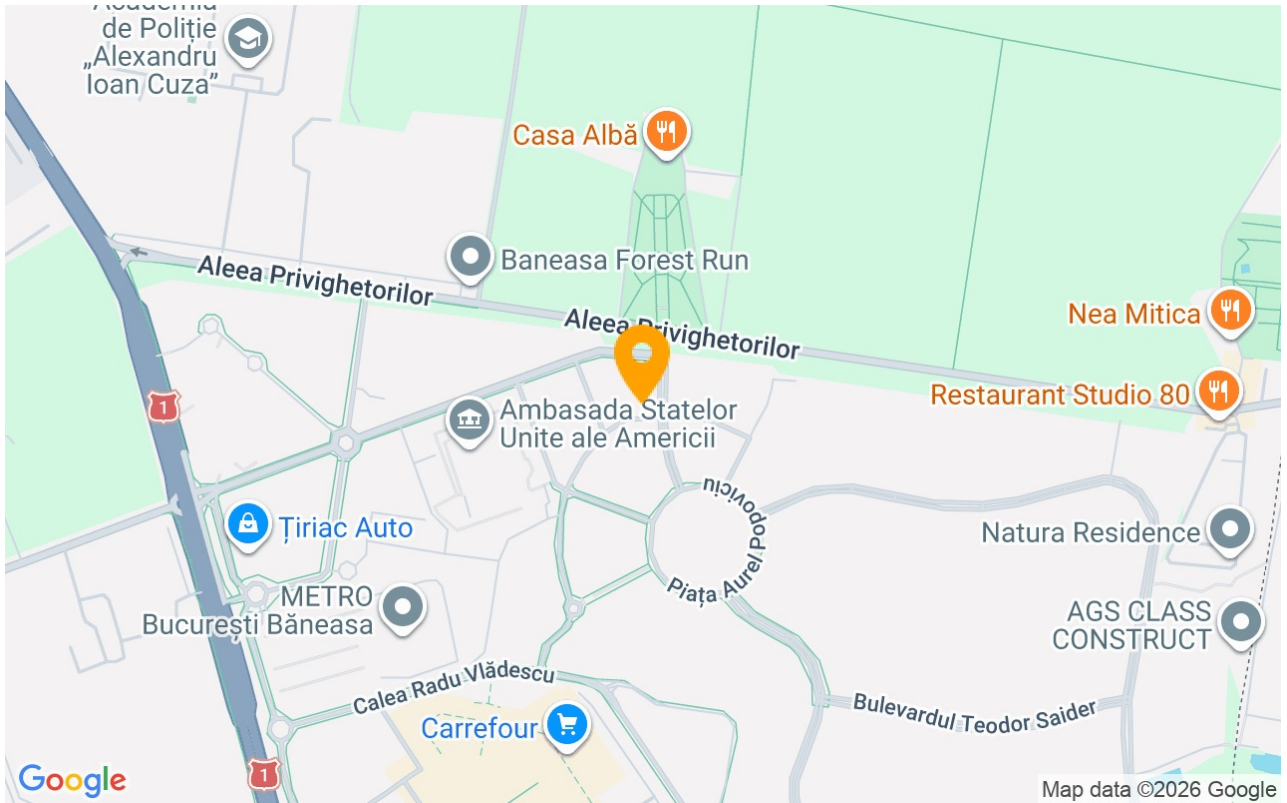 Academia
de Poliție
„Alexandru
Ioan Cuza”
Casa Albă
Baneasa Forest Run
Aleea Privighetorilor
Aleea Privighetorilor
Nea Mitica
Restaurant Studio 80
1
Ambasada Statelor
Unite ale Americii
Piața Aurel Popoviciu
Țiriac Auto
Natura Residence
METRO
București Băneasa
AGS CLASS
CONSTRUCT
Calea Radu Vlădescu
Bulevardul Teodor Saider
Carrefour
1
Google
Map data ©2026 Google